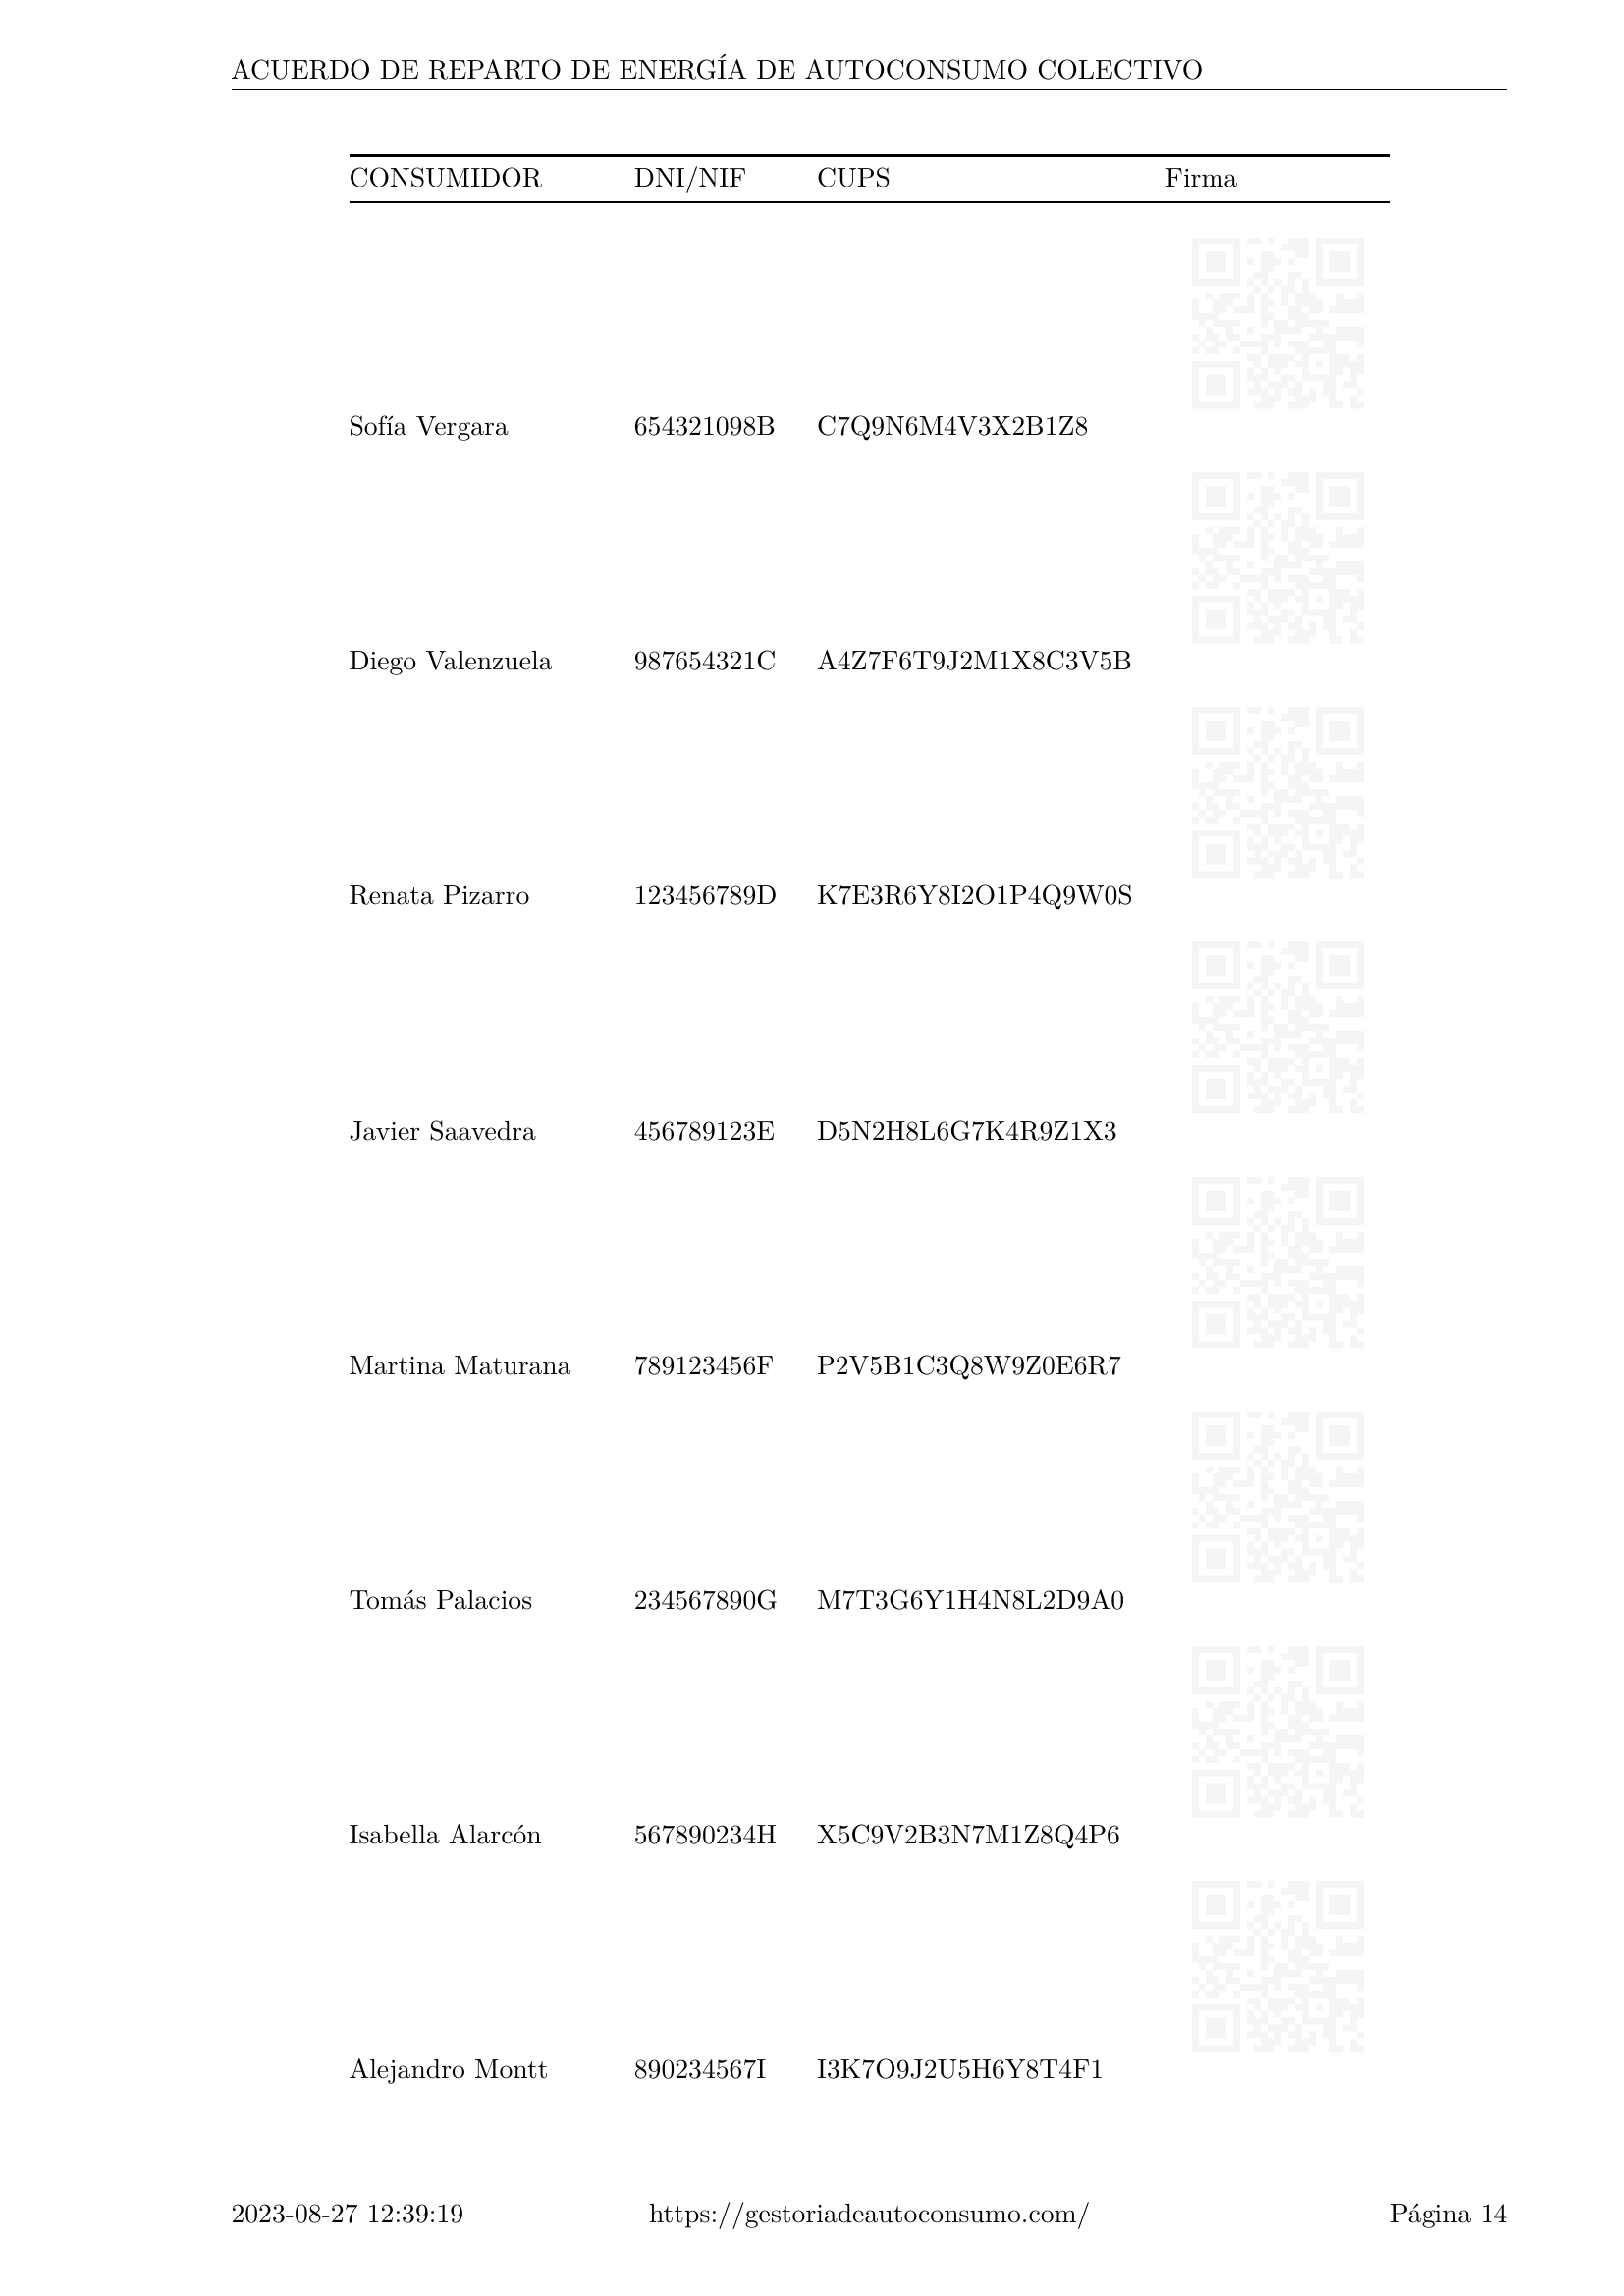 ACUERDO DE REPARTO DE ENERGÍA DE AUTOCONSUMO COLECTIVO
CONSUMIDOR DNI/NIF CUPS Firma
Sofía Vergara 654321098B C7Q9N6M4V3X2B1Z8
Diego Valenzuela 987654321C A4Z7F6T9J2M1X8C3V5B
Renata Pizarro 123456789D K7E3R6Y8I2O1P4Q9W0S
Javier Saavedra 456789123E D5N2H8L6G7K4R9Z1X3
Martina Maturana 789123456F P2V5B1C3Q8W9Z0E6R7
Tomás Palacios 234567890G M7T3G6Y1H4N8L2D9A0
Isabella Alarcón 567890234H X5C9V2B3N7M1Z8Q4P6
Alejandro Montt 890234567I I3K7O9J2U5H6Y8T4F1
2023-08-27 12:39:19 https://gestoriadeautoconsumo.com/ Página 14